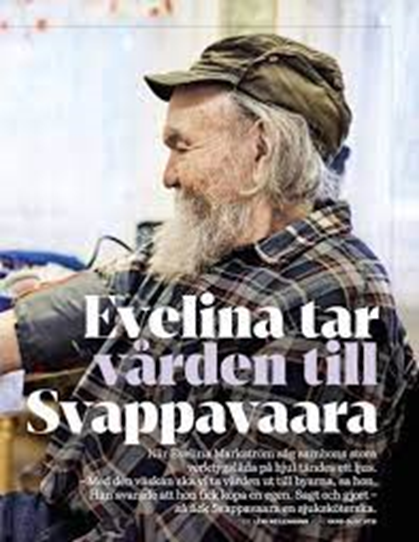 Evelina tar
vården till
Svappavaara
När Evelina Markström såg sambons stora
verktygslåda på hjul tändes ett ljus.
– Med den väskan ska vi ta vården ut till byarna, sa hon.
Han svarade att hon fick köpa en egen. Sagt och gjort –
så fick Svappavaara en sjuksköterska.